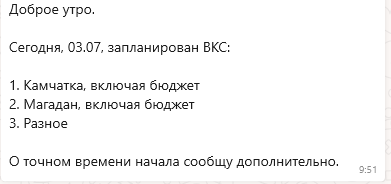 Доброе утро.
Сегодня, 03.07, запланирован ВКС:
1. Камчатка, включая бюджет
2. Магадан, включая бюджет
3. Разное
О точном времени начала сообщу дополнительно.
9:51